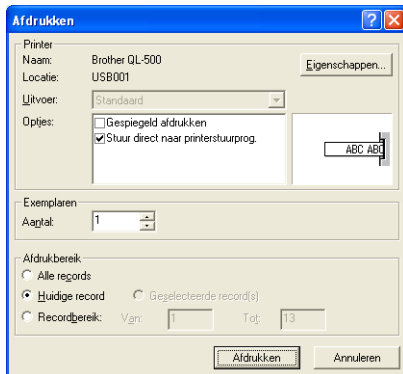 Afdrukken
Printer
Naam: Brother QL-500
Eigenschappen...
Locatie: USB001
Uitvoer: Standaard
Opties: Gespiegeld afdrukken
Stuur direct naar printerstuurprog.
ABC ABC
Exemplaren
Aantal: 1
Afdrukbereik
Alle records
Huidige record Geselecteerde record(s)
Recordbereik: Van: 1 Tot: 13
Afdrukken Annuleren